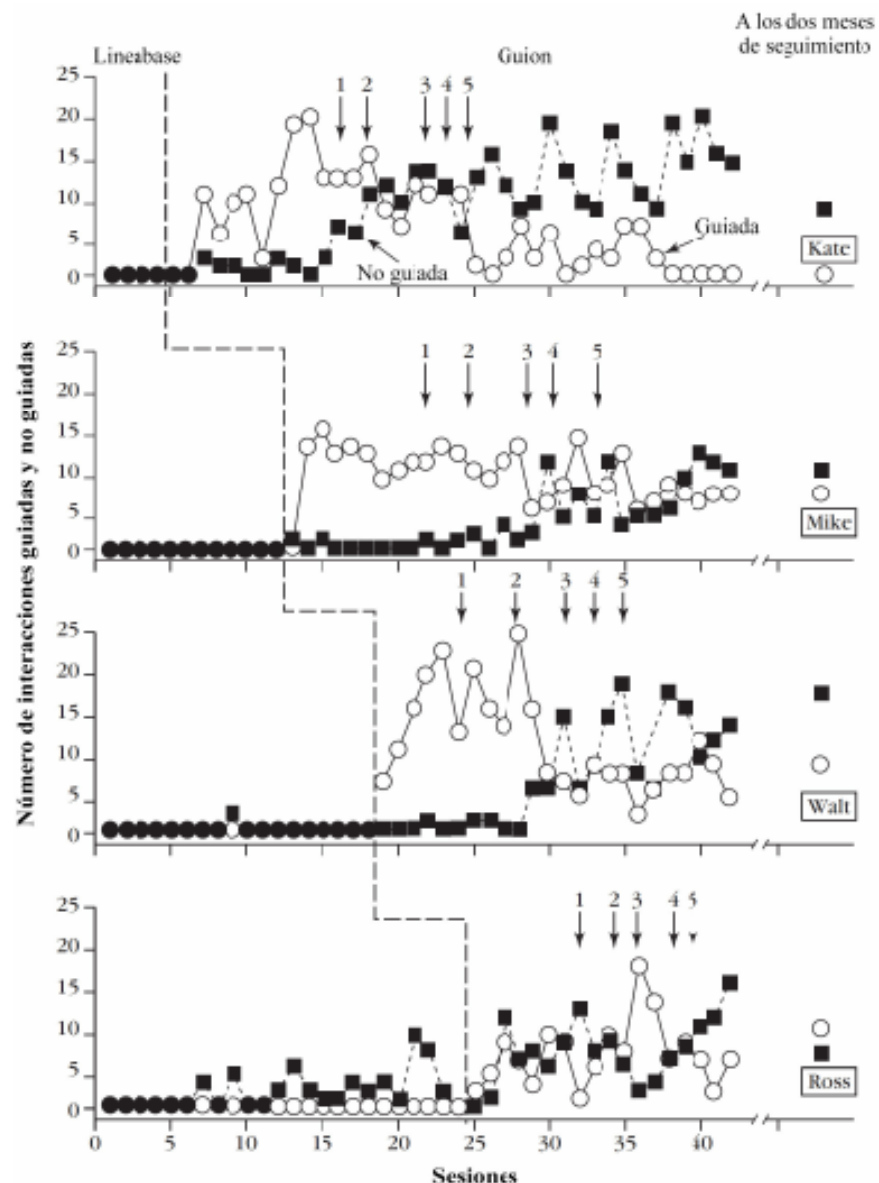 A los dos meses
de seguimiento
Lineabase
Guion
1 2 3 4 5
25
20
15
10
5
0
No guiada
Guiada
Kate
1 2 3 4 5
25
20
15
10
5
0
Mike
1 2 3 4 5
25
20
15
10
5
0
Walt
1 2 3 4 5
25
20
15
10
5
0
Ross
0 5 10 15 20 25 30 35 40
Sesiones
Número de interacciones guiadas y no guiadas